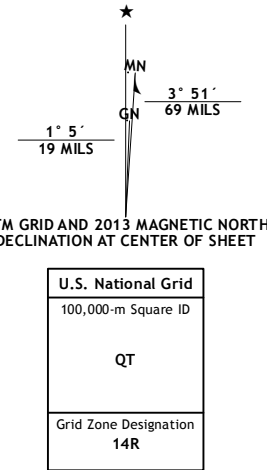 ★
MN
GN
3° 51´
69 MILS
1° 5´
19 MILS
TM GRID AND 2013 MAGNETIC NORTH
DECLINATION AT CENTER OF SHEET
U.S. National Grid
100,000-m Square ID
QT
Grid Zone Designation
14R